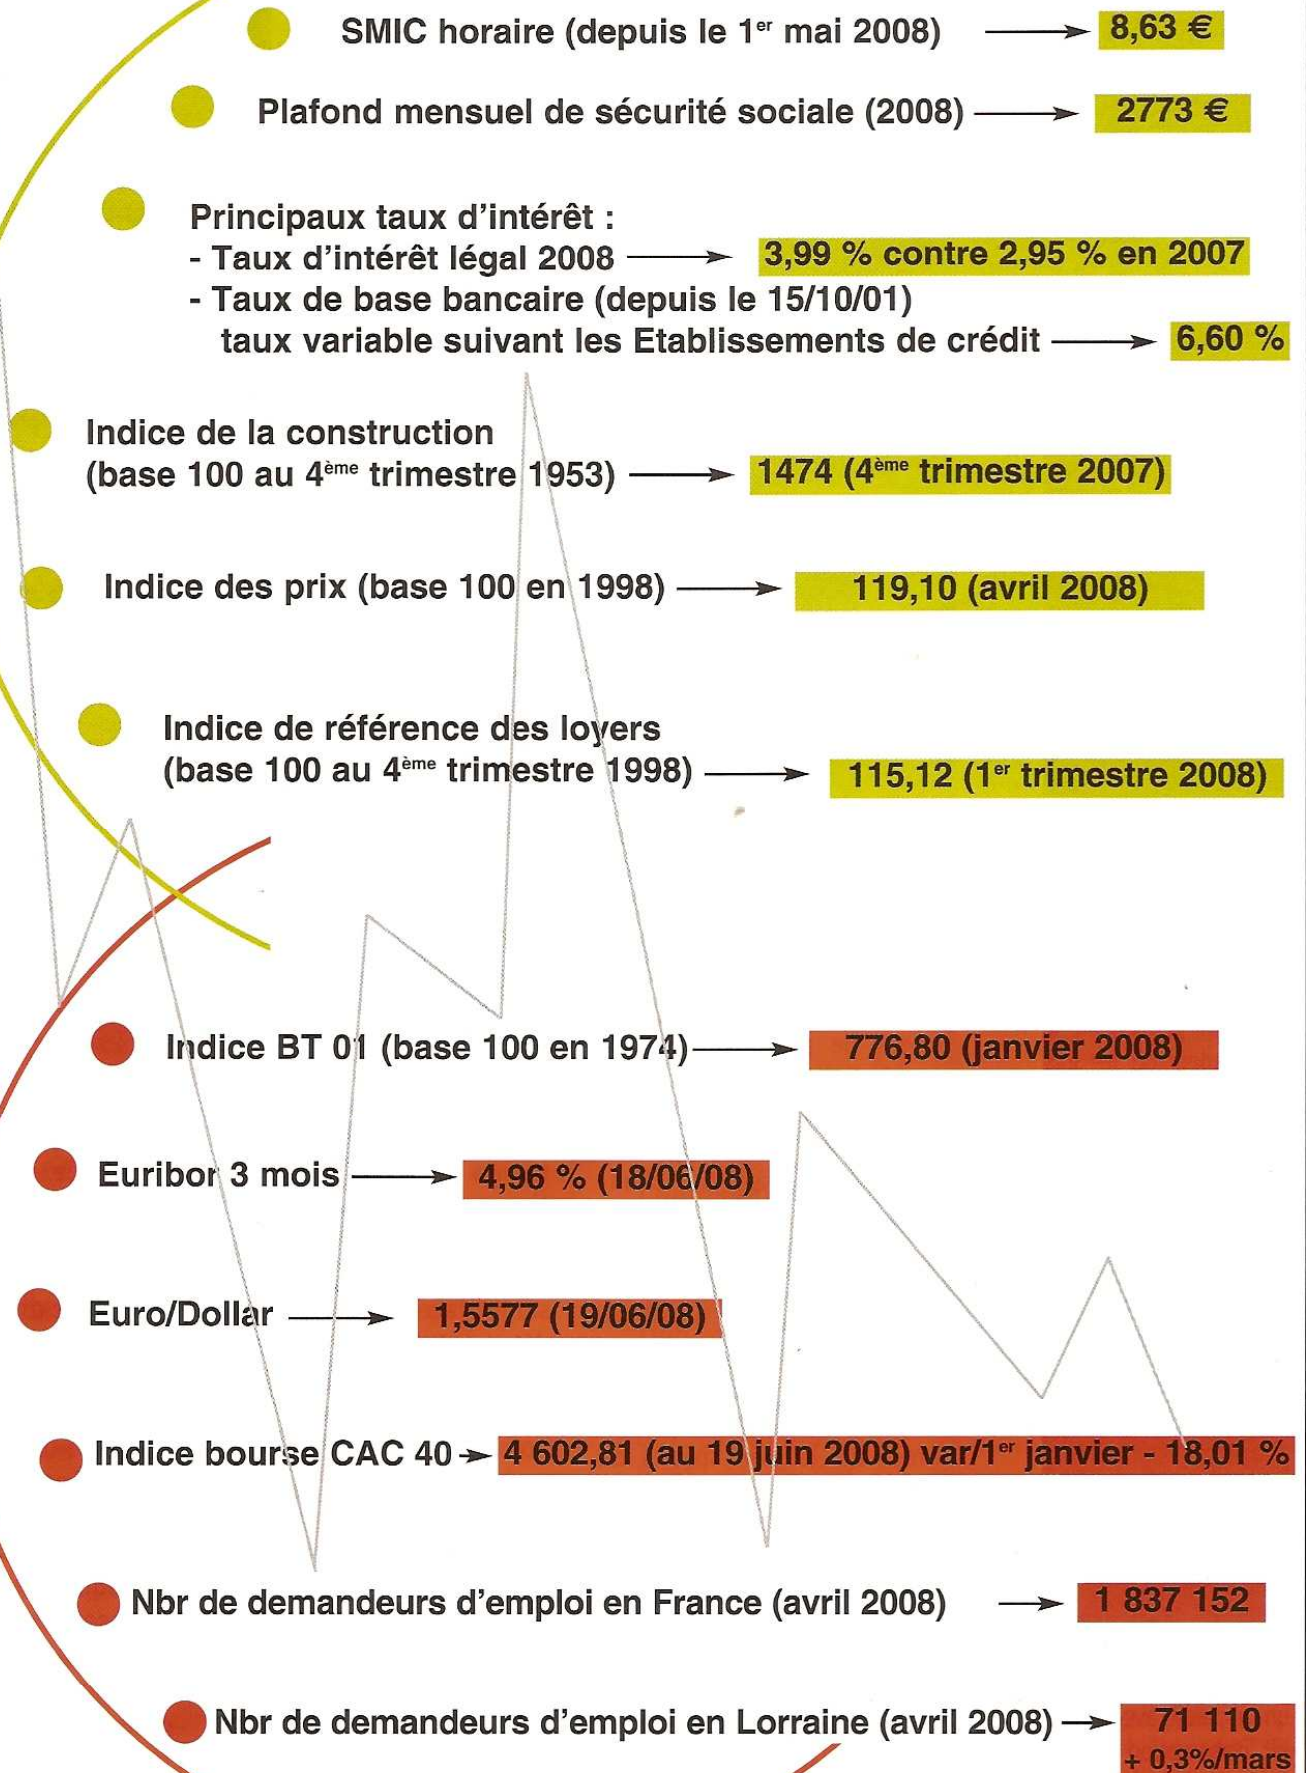 SMIC horaire (depuis le 1er mai 2008) 8,63 €
Plafond mensuel de sécurité sociale (2008) 2773 €
Principaux taux d'intérêt :
- Taux d'intérêt légal 2008 3,99 % contre 2,95 % en 2007
- Taux de base bancaire (depuis le 15/10/01)
taux variable suivant les Etablissements de crédit 6,60 %
Indice de la construction
(base 100 au 4ème trimestre 1953) 1474 (4ème trimestre 2007)
Indice des prix (base 100 en 1998) 119,10 (avril 2008)
Indice de référence des loyers
(base 100 au 4ème trimestre 1998) 115,12 (1er trimestre 2008)
Indice BT 01 (base 100 en 1974) 776,80 (janvier 2008)
Euribor 3 mois 4,96 % (18/06/08)
Euro/Dollar 1,5577 (19/06/08)
Indice bourse CAC 40 4 602,81 (au 19 juin 2008) var/1er janvier - 18,01 %
Nbr de demandeurs d'emploi en France (avril 2008) 1 837 152
Nbr de demandeurs d'emploi en Lorraine (avril 2008) 71 110
+ 0,3%/mars